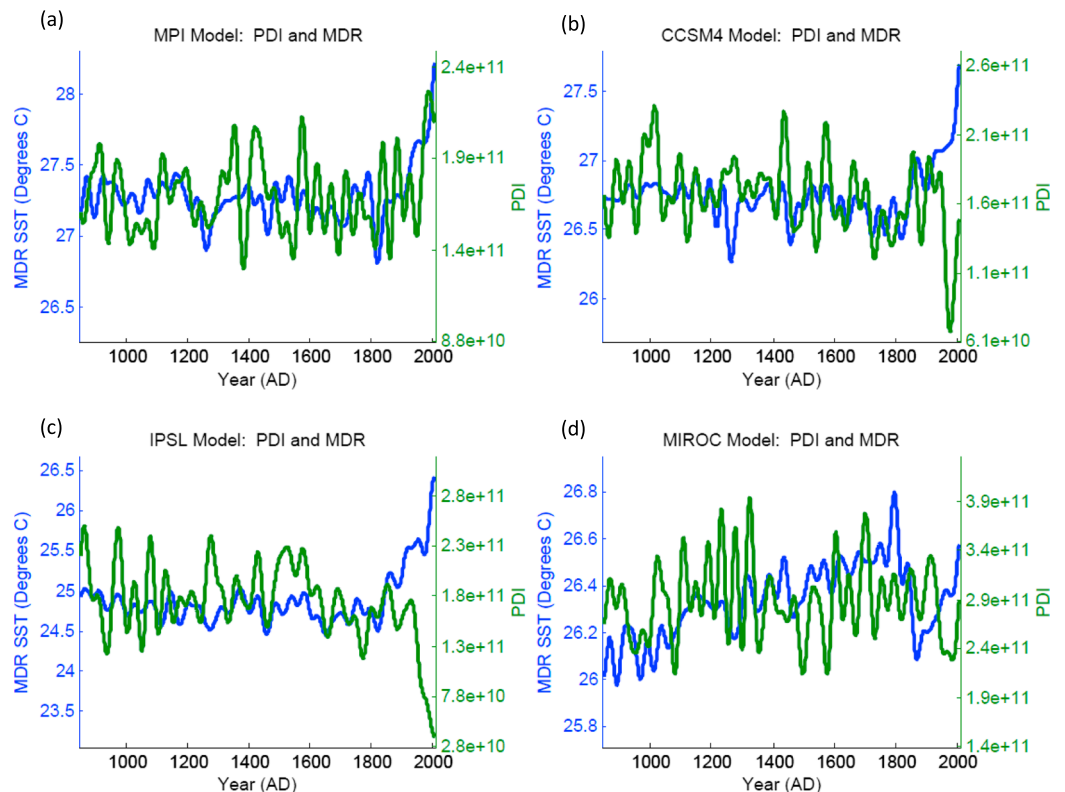 (a)
MPI Model: PDI and MDR
MDR SST (Degrees C)
28
27.5
27
26.5
2.4e+11
1.9e+11
1.4e+11
8.8e+10
PDI
1000 1200 1400 1600 1800 2000
Year (AD)
(b)
CCSM4 Model: PDI and MDR
MDR SST (Degrees C)
27.5
27
26.5
26
2.6e+11
2.1e+11
1.6e+11
1.1e+11
6.1e+10
PDI
1000 1200 1400 1600 1800 2000
Year (AD)
(c)
IPSL Model: PDI and MDR
MDR SST (Degrees C)
26.5
26
25.5
25
24.5
24
23.5
2.8e+11
2.3e+11
1.8e+11
1.3e+11
7.8e+10
2.8e+10
PDI
1000 1200 1400 1600 1800 2000
Year (AD)
(d)
MIROC Model: PDI and MDR
MDR SST (Degrees C)
26.8
26.6
26.4
26.2
26
25.8
3.9e+11
3.4e+11
2.9e+11
2.4e+11
1.9e+11
1.4e+11
PDI
1000 1200 1400 1600 1800 2000
Year (AD)